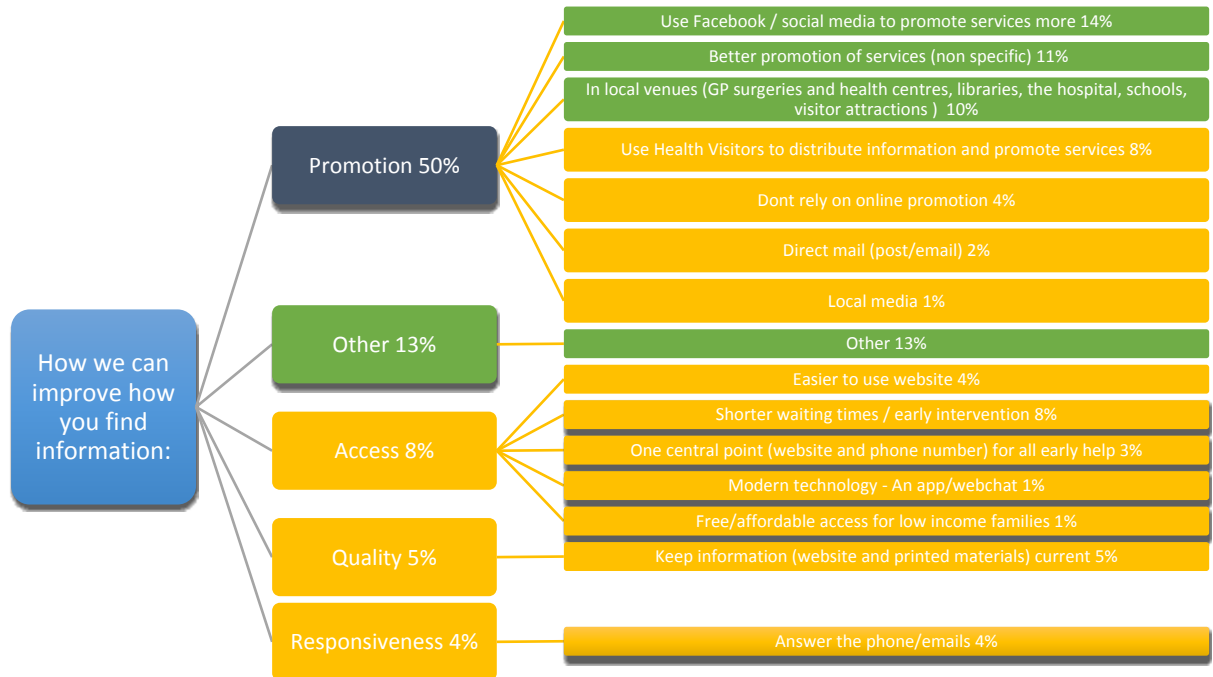 How we can
improve how
you find
information:
Promotion 50%
Use Facebook / social media to promote services more 14%
Better promotion of services (non specific) 11%
In local venues (GP surgeries and health centres, libraries, the hospital, schools,
visitor attractions ) 10%
Use Health Visitors to distribute information and promote services 8%
Dont rely on online promotion 4%
Direct mail (post/email) 2%
Local media 1%
Other 13%
Other 13%
Access 8%
Easier to use website 4%
Shorter waiting times / early intervention 8%
One central point (website and phone number) for all early help 3%
Modern technology - An app/webchat 1%
Free/affordable access for low income families 1%
Quality 5%
Keep information (website and printed materials) current 5%
Responsiveness 4%
Answer the phone/emails 4%